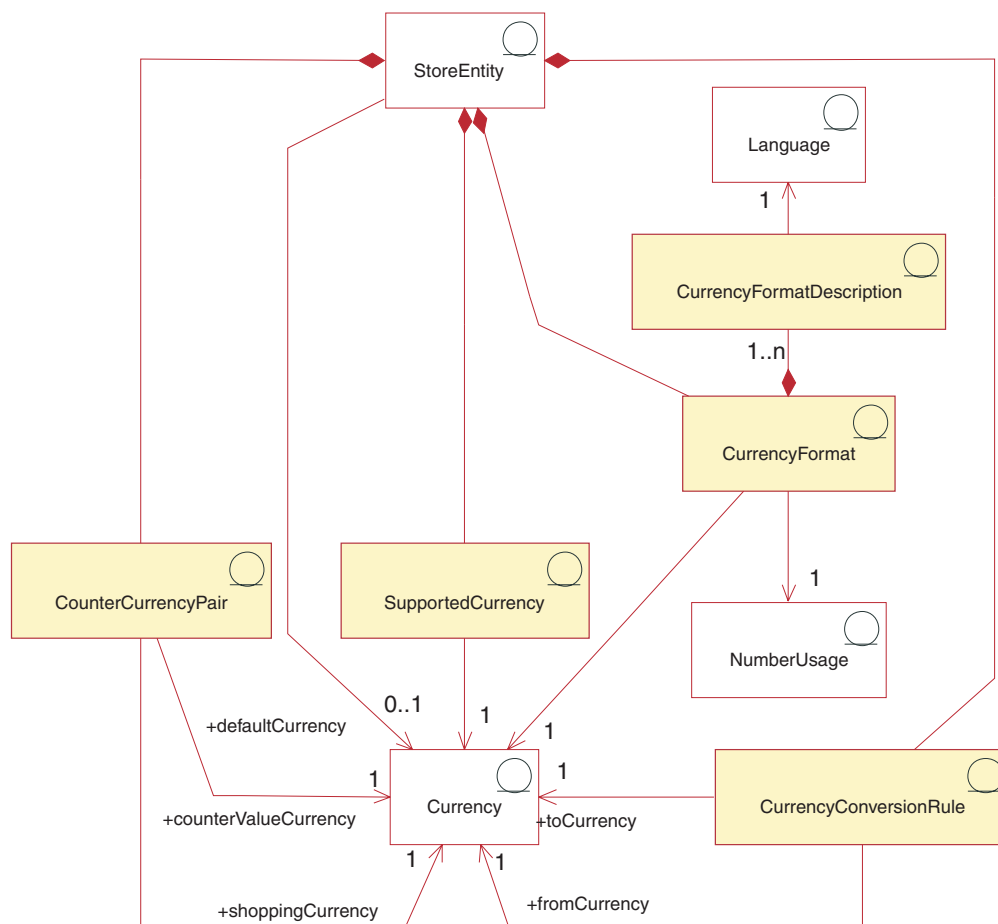 StoreEntity
Language
1
CurrencyFormatDescription
1..n
CurrencyFormat
CounterCurrencyPair
SupportedCurrency
1
NumberUsage
0..1
1
1
+defaultCurrency
1
1
Currency
CurrencyConversionRule
+counterValueCurrency
+toCurrency
1
1
+shoppingCurrency
+fromCurrency